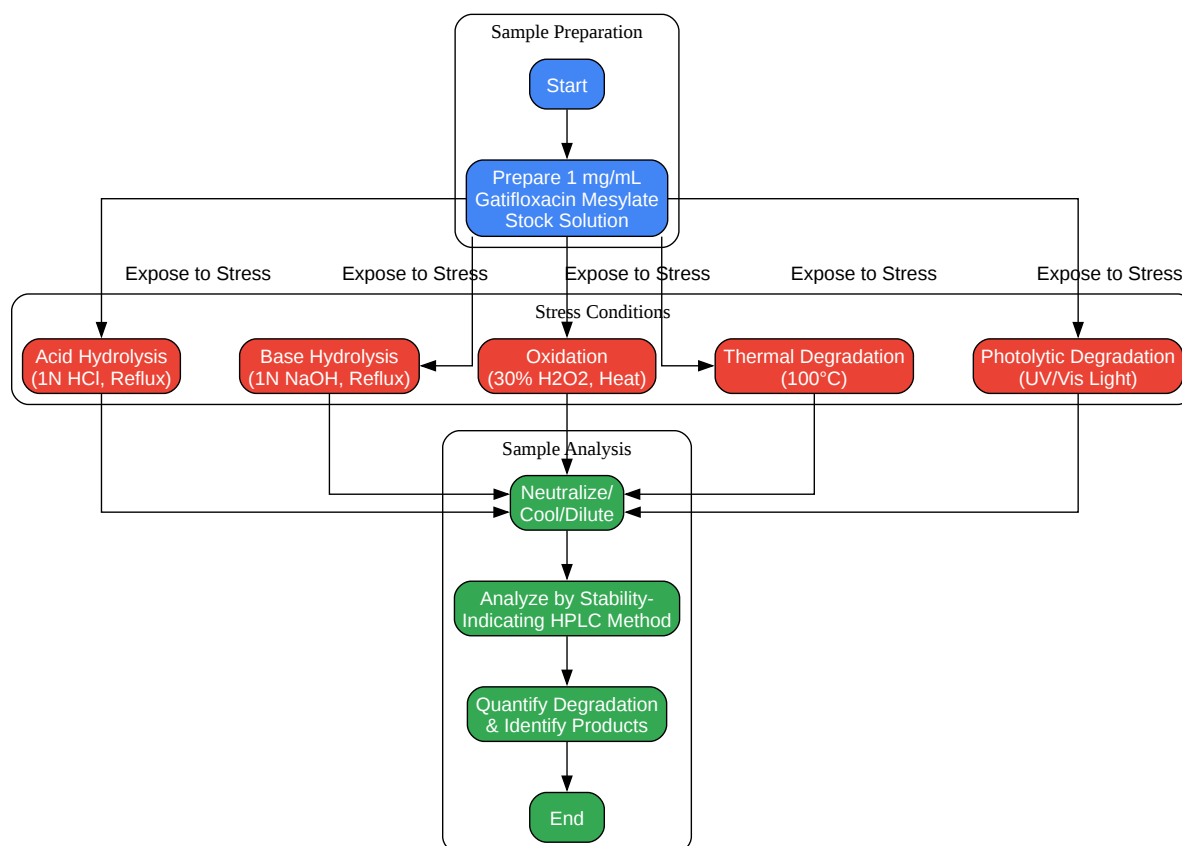 Sample Preparation
Start
Prepare 1 mg/mL
Gatifloxacin Mesylate
Stock Solution
Expose to Stress
Expose to Stress
Expose to Stress
Expose to Stress
Expose to Stress
Stress Conditions
Acid Hydrolysis
(1N HCl, Reflux)
Base Hydrolysis
(1N NaOH, Reflux)
Oxidation
(30% H2O2, Heat)
Thermal Degradation
(100°C)
Photolytic Degradation
(UV/Vis Light)
Sample Analysis
Neutralize/
Cool/Dilute
Analyze by Stability-
Indicating HPLC Method
Quantify Degradation
& Identify Products
End